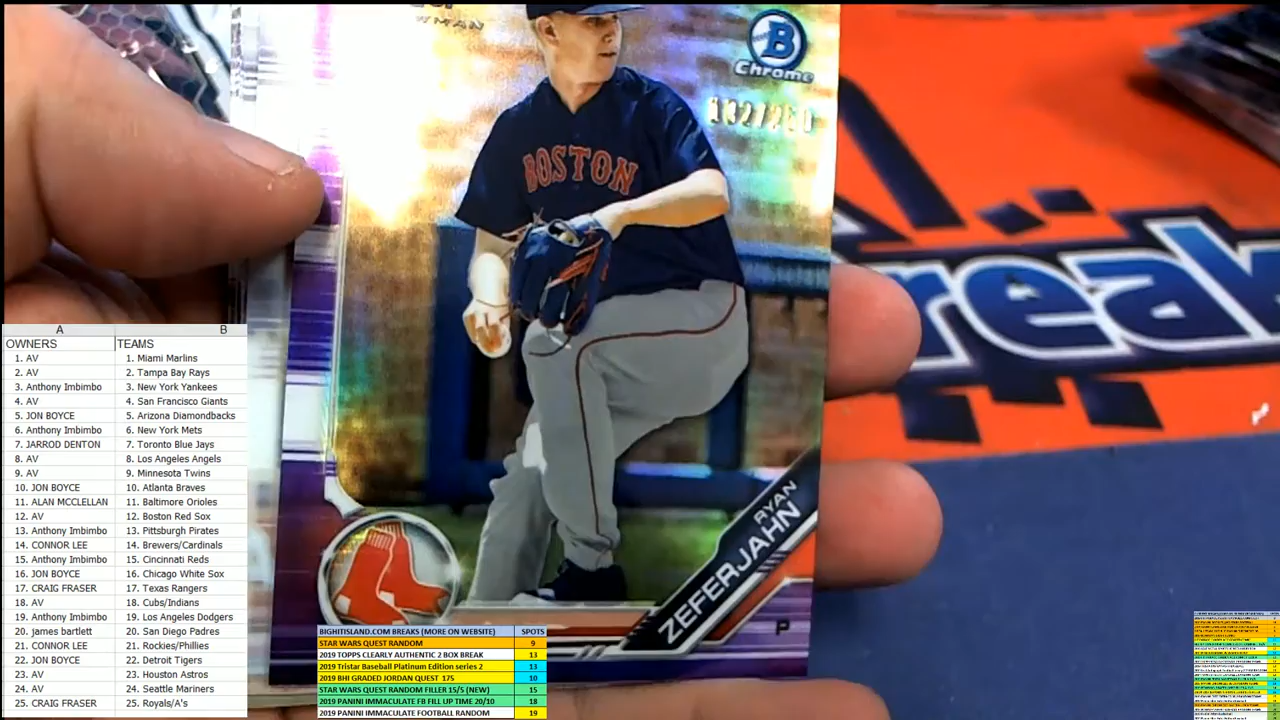 WMAN
B
Chrome
132/250
BOSTON
reak
RYAN
ZEFERJAHN
P
A B
OWNERS TEAMS
1. AV 1. Miami Marlins
2. AV 2. Tampa Bay Rays
3. Anthony Imbimbo 3. New York Yankees
4. AV 4. San Francisco Giants
5. JON BOYCE 5. Arizona Diamondbacks
6. Anthony Imbimbo 6. New York Mets
7. JARROD DENTON 7. Toronto Blue Jays
8. AV 8. Los Angeles Angels
9. AV 9. Minnesota Twins
10. JON BOYCE 10. Atlanta Braves
11. ALAN MCCLELLAN 11. Baltimore Orioles
12. AV 12. Boston Red Sox
13. Anthony Imbimbo 13. Pittsburgh Pirates
14. CONNOR LEE 14. Brewers/Cardinals
15. Anthony Imbimbo 15. Cincinnati Reds
16. JON BOYCE 16. Chicago White Sox
17. CRAIG FRASER 17. Texas Rangers
18. AV 18. Cubs/Indians
19. Anthony Imbimbo 19. Los Angeles Dodgers
20. james bartlett 20. San Diego Padres
21. CONNOR LEE 21. Rockies/Phillies
22. JON BOYCE 22. Detroit Tigers
23. AV 23. Houston Astros
24. AV 24. Seattle Mariners
25. CRAIG FRASER 25. Royals/A's
BIGHITISLAND.COM BREAKS (MORE ON WEBSITE) SPOTS
STAR WARS QUEST RANDOM 9
2019 TOPPS CLEARLY AUTHENTIC 2 BOX BREAK 13
2019 Tristar Baseball Platinum Edition series 2 13
2019 BHI GRADED JORDAN QUEST 175 10
STAR WARS QUEST RANDOM FILLER 15/5 (NEW) 15
2019 PANINI IMMACULATE FB FILL UP TIME 20/10 18
2019 PANINI IMMACULATE FOOTBALL RANDOM 19